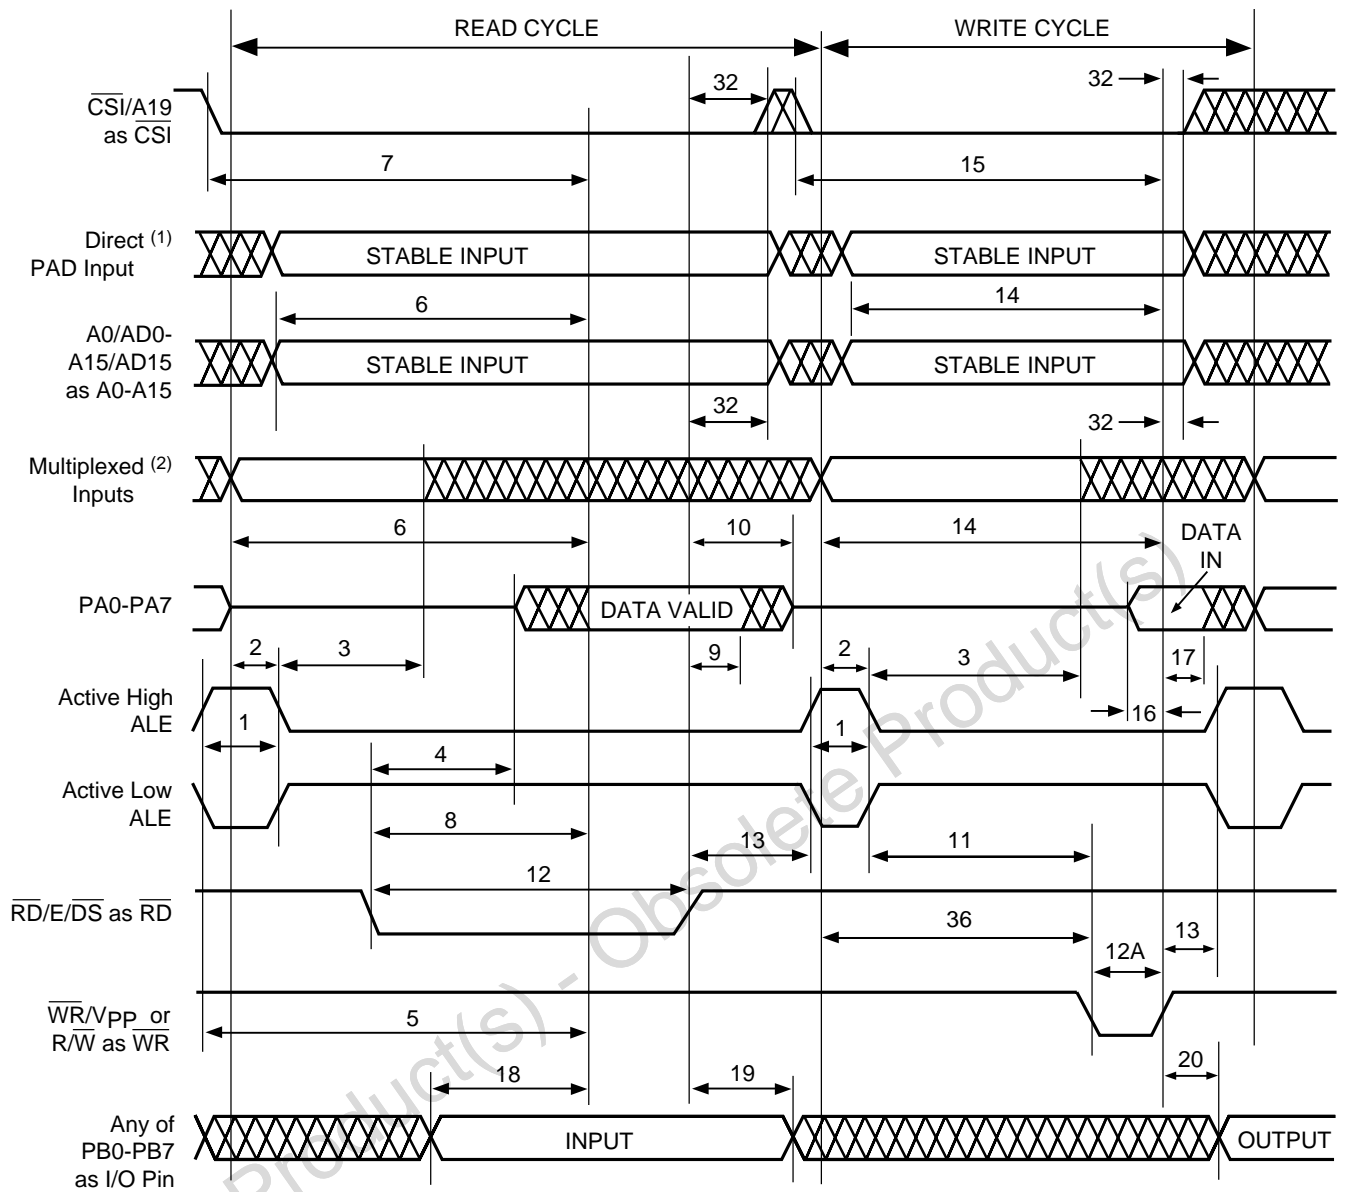 READ CYCLE
WRITE CYCLE
32
32
CSI/A19
as CSI
7
15
Direct (1)
PAD Input
STABLE INPUT
STABLE INPUT
6
14
A0/AD0-
A15/AD15
as A0-A15
STABLE INPUT
STABLE INPUT
32
32
Multiplexed (2)
Inputs
6
10
14
DATA
IN
PA0-PA7
DATA VALID
2
3
9
2
3
17
Active High
ALE
1
1
16
4
Active Low
ALE
8
13
11
12
RD/E/DS as RD
36
13
12A
WR/VPP or
R/W as WR
5
18
19
20
Any of
PB0-PB7
as I/O Pin
INPUT
OUTPUT
Product(s) - Obsolete Product(s)